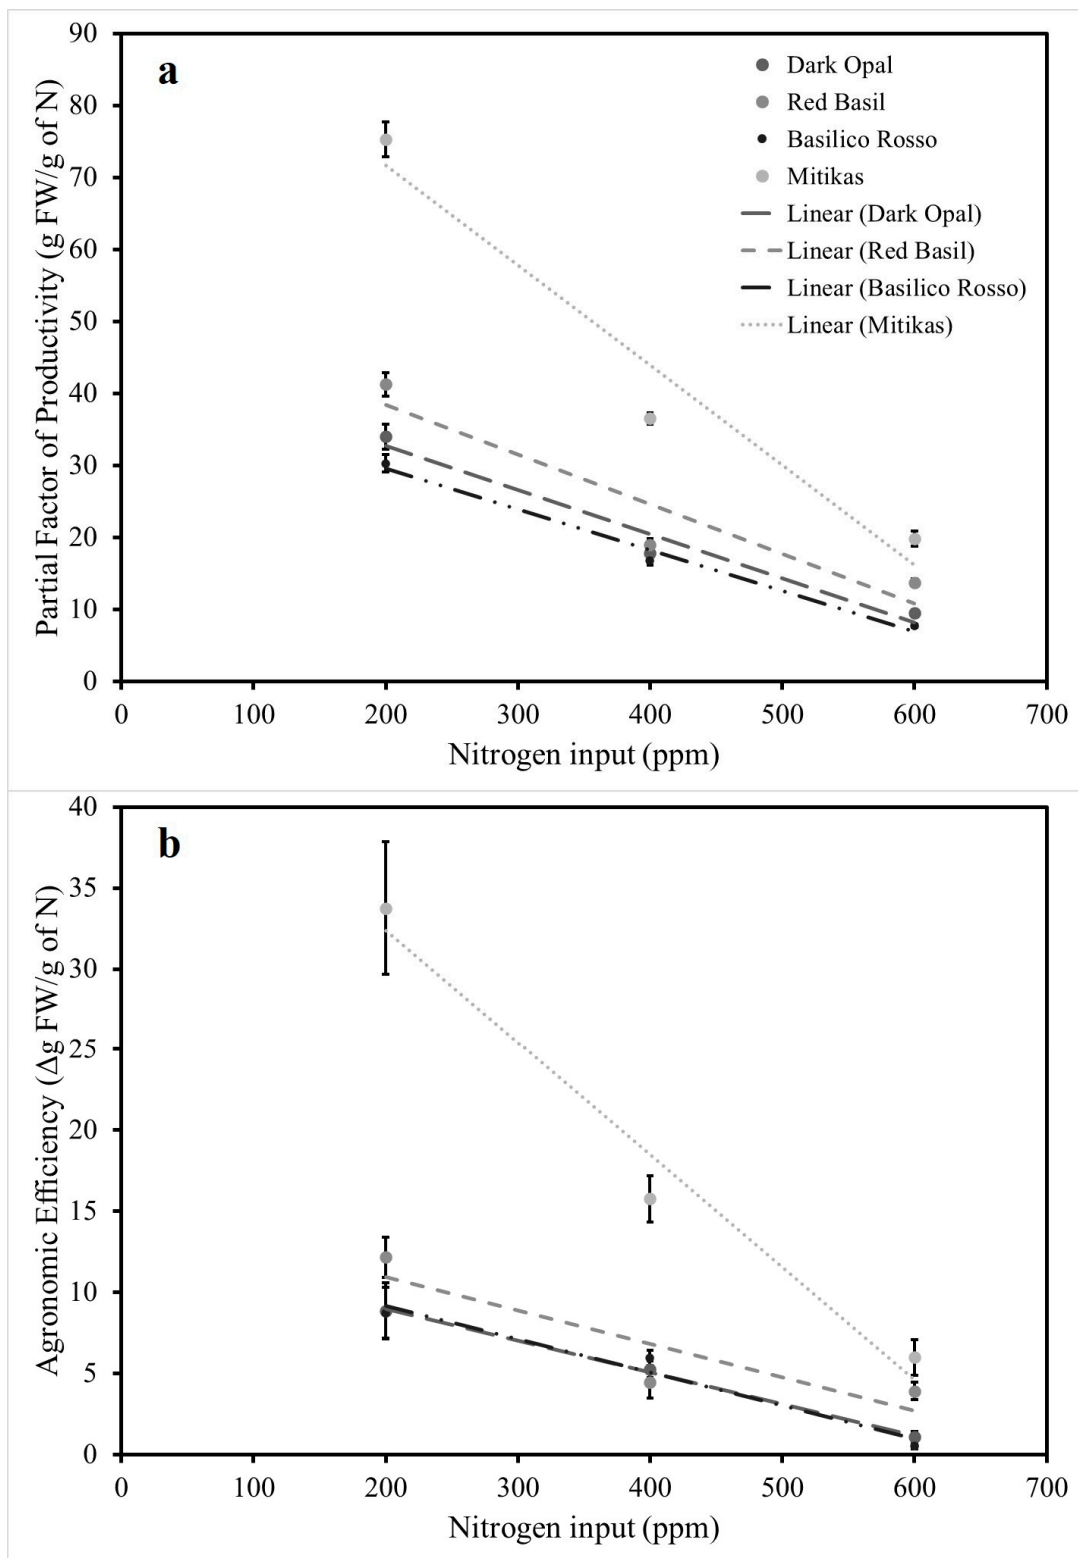 a
Partial Factor of Productivity (g FW/g of N)
90
80
70
60
50
40
30
20
10
0
Dark Opal
Red Basil
Basilico Rosso
Mitikas
Linear (Dark Opal)
Linear (Red Basil)
Linear (Basilico Rosso)
Linear (Mitikas)
0 100 200 300 400 500 600 700
Nitrogen input (ppm)
b
Agronomic Efficiency (Δg FW/g of N)
40
35
30
25
20
15
10
5
0
0 100 200 300 400 500 600 700
Nitrogen input (ppm)